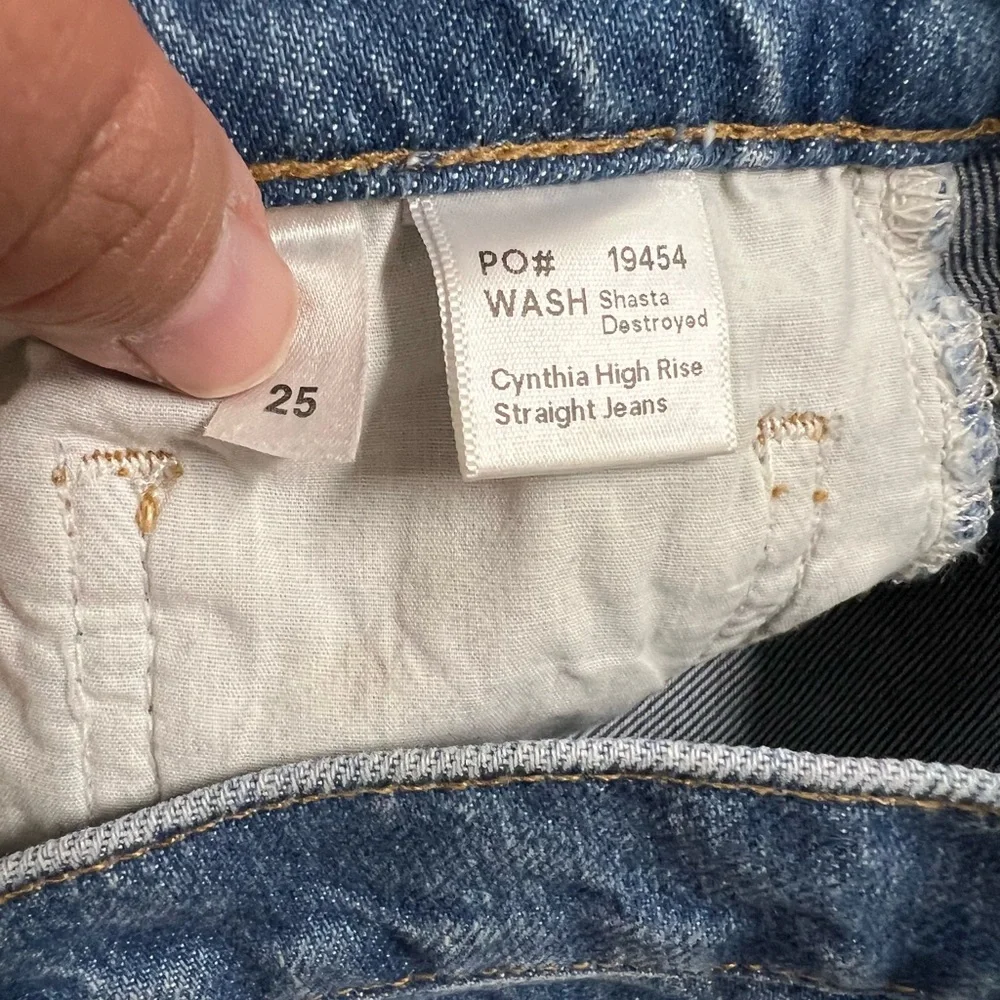 25
PO# 19454
WASH Shasta
Destroyed
Cynthia High Rise
Straight Jeans